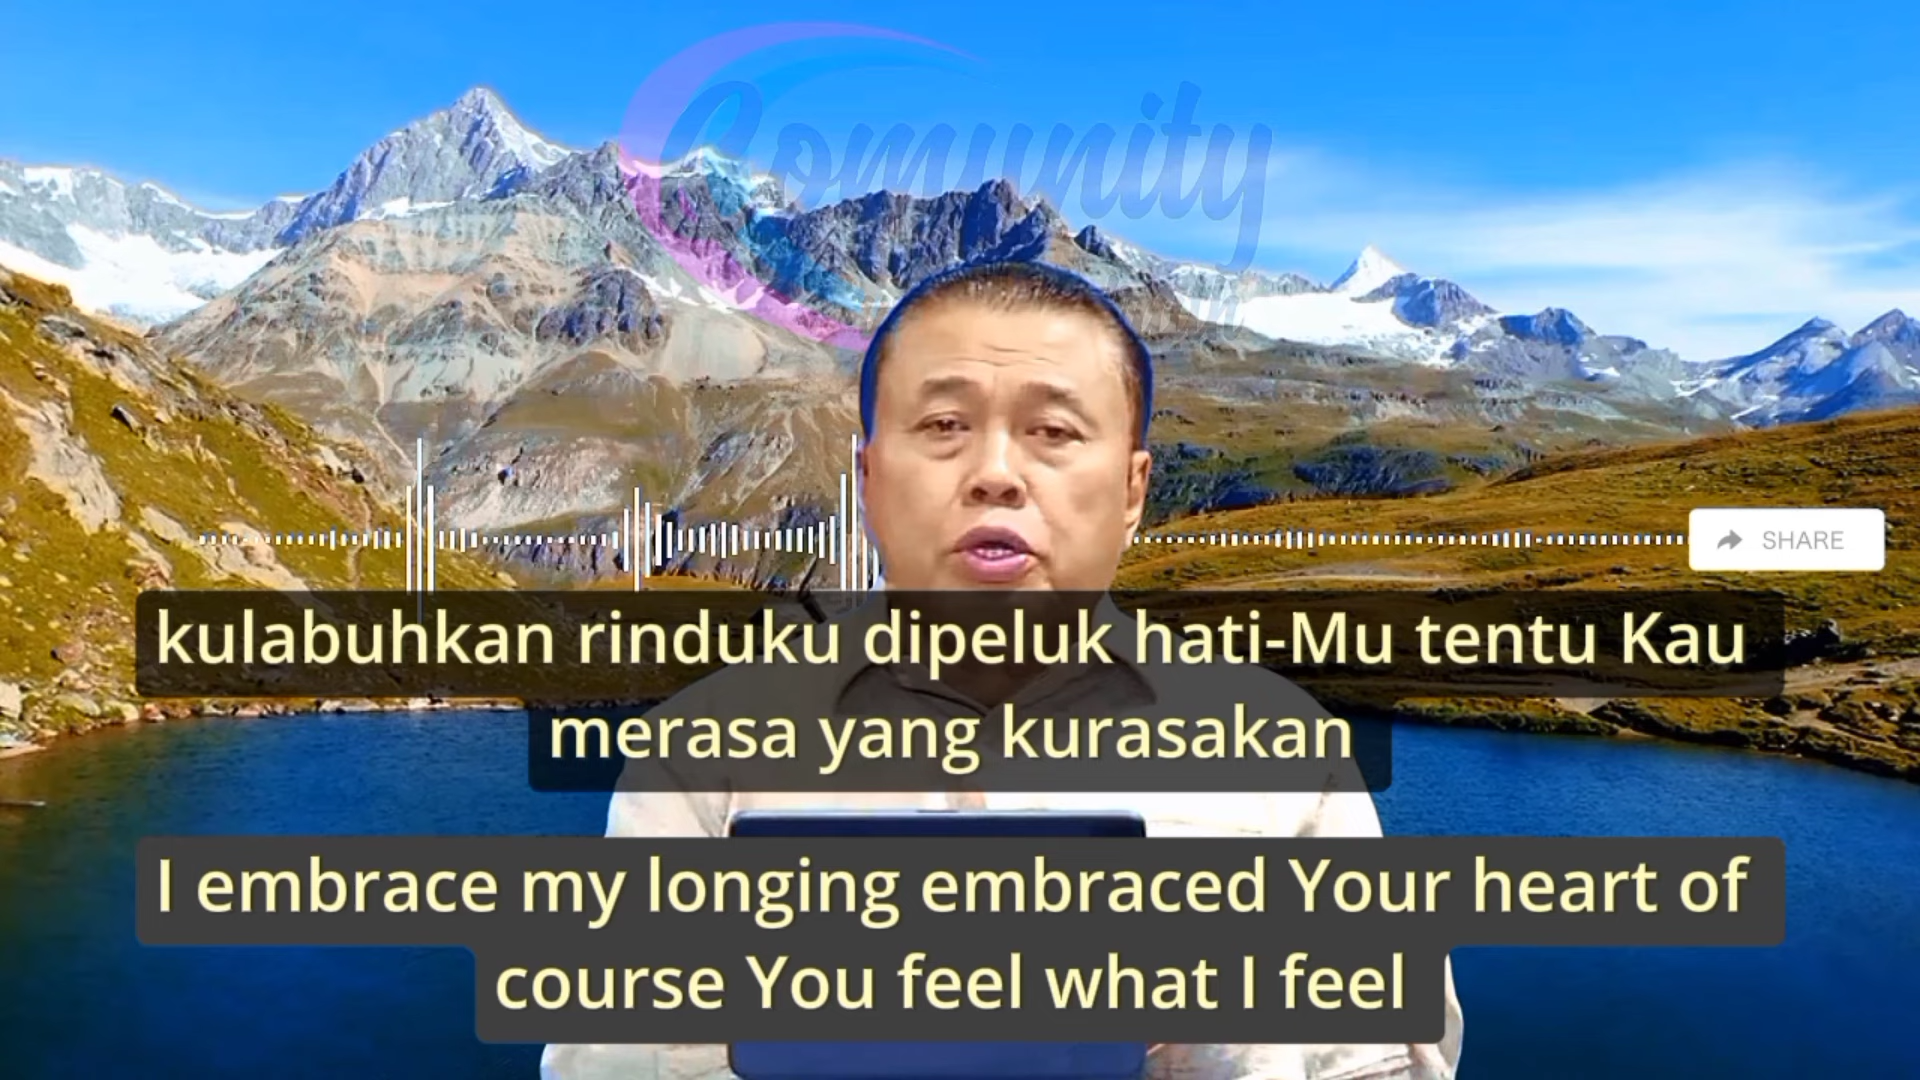 Comunity
SHARE
kulabuhkan rinduku dipeluk hati-Mu tentu Kau
merasa yang kurasakan
I embrace my longing embraced Your heart of
course You feel what I feel